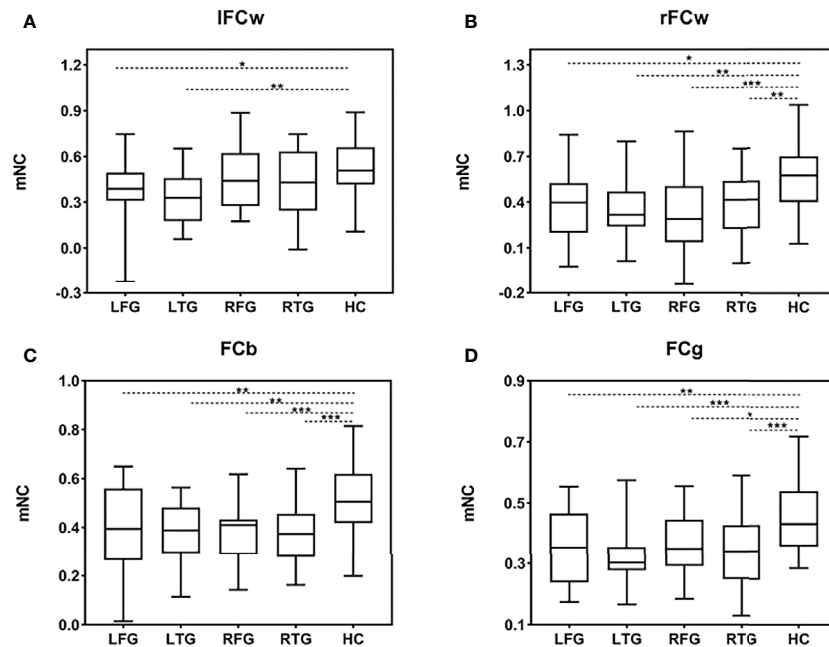 A
lFCw
mNC
1.2
0.9
0.6
0.3
0.0
-0.3
*
**
LFG LTG RFG RTG HC
B
rFCw
mNC
1.3
1.0
0.7
0.4
0.1
-0.2
*
**
***
**
LFG LTG RFG RTG HC
C
FCb
mNC
1.0
0.8
0.6
0.4
0.2
0.0
**
**
***
***
LFG LTG RFG RTG HC
D
FCg
mNC
0.9
0.7
0.5
0.3
0.1
**
***
*
***
LFG LTG RFG RTG HC